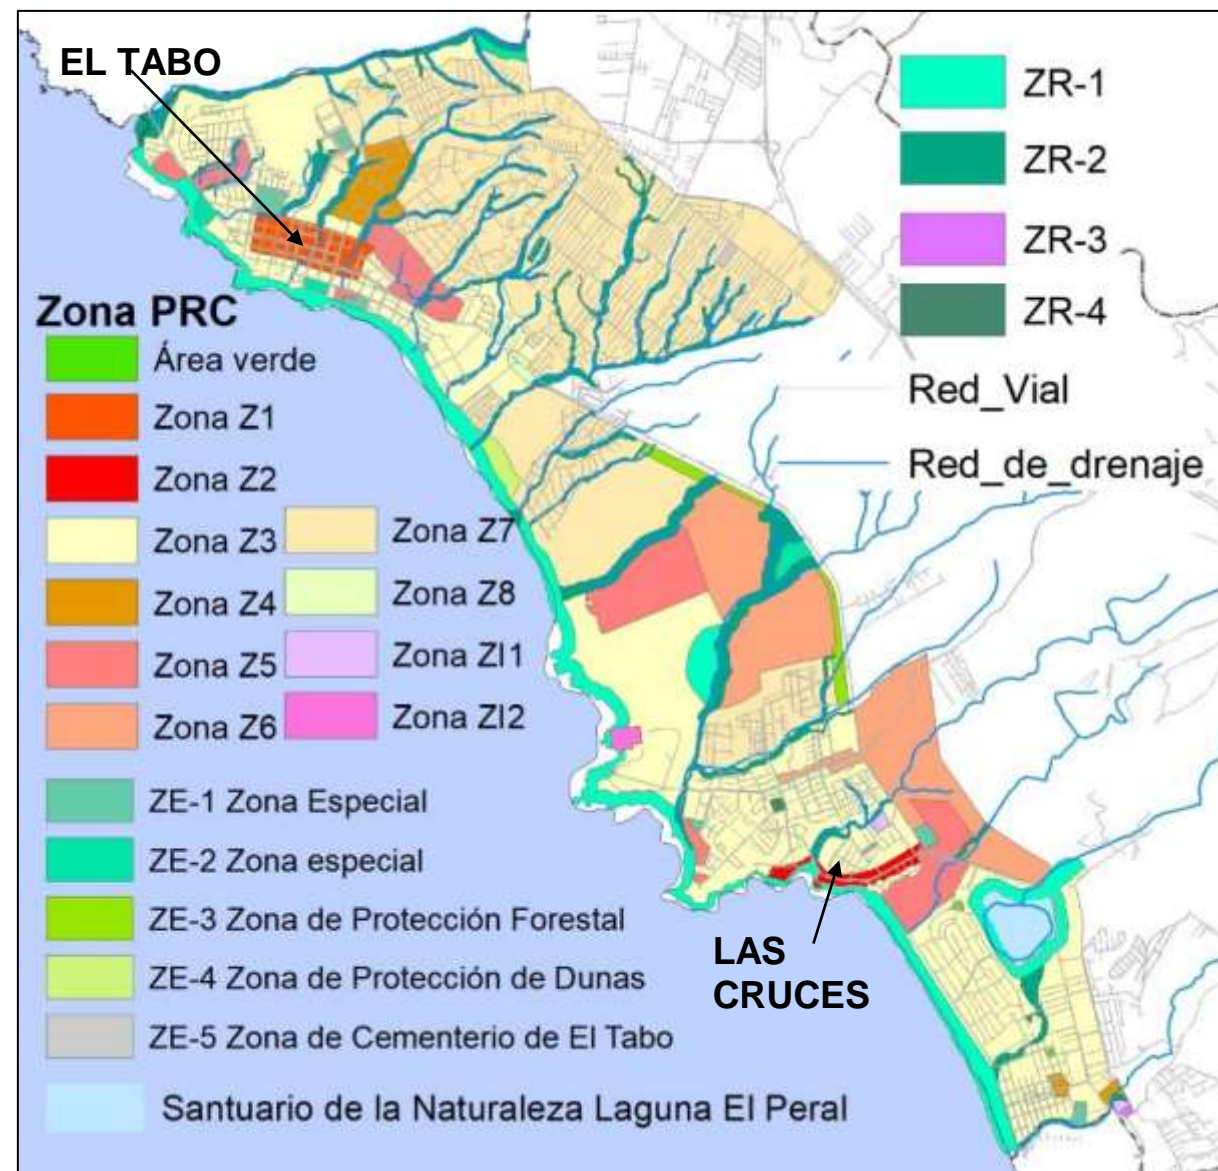 EL TABO
ZR-1
ZR-2
ZR-3
ZR-4
Red_Vial
Red_de_drenaje
Zona PRC
Área verde
Zona Z1
Zona Z2
Zona Z3
Zona Z4
Zona Z5
Zona Z6
Zona Z7
Zona Z8
Zona ZI1
Zona ZI2
ZE-1 Zona Especial
ZE-2 Zona especial
ZE-3 Zona de Protección Forestal
ZE-4 Zona de Protección de Dunas
ZE-5 Zona de Cementerio de El Tabo
Santuario de la Naturaleza Laguna El Peral
LAS
CRUCES